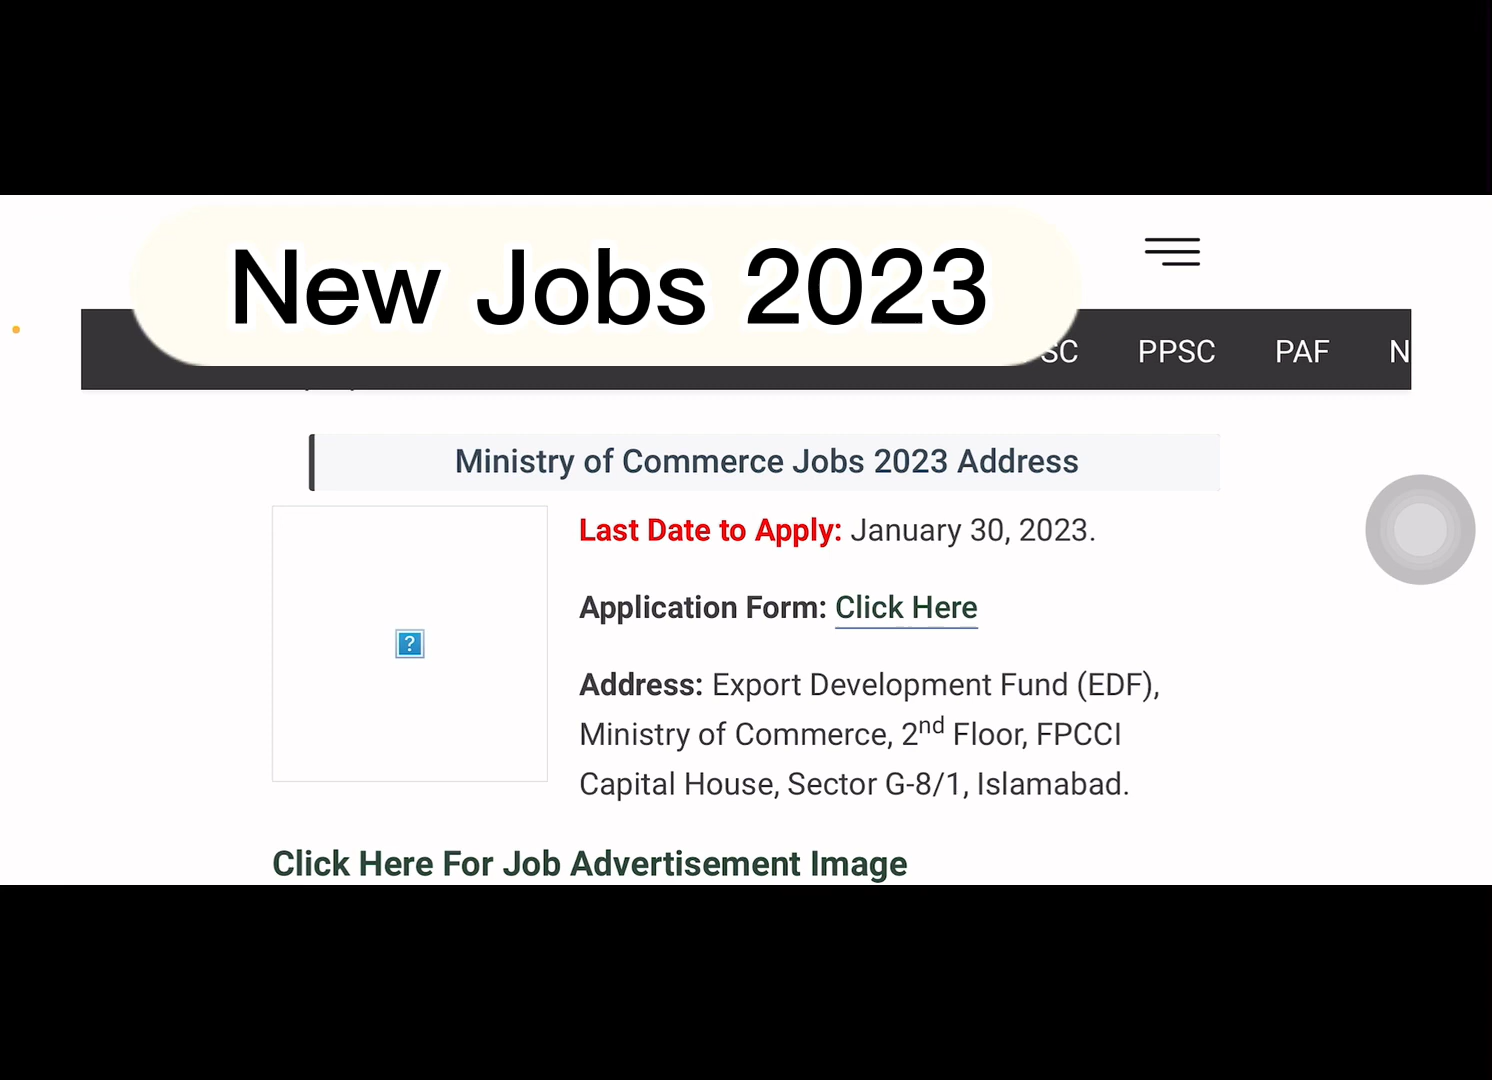 New Jobs 2023
SC PPSC PAF N
Ministry of Commerce Jobs 2023 Address
Last Date to Apply: January 30, 2023.
Application Form: Click Here
Address: Export Development Fund (EDF),
Ministry of Commerce, 2nd Floor, FPCCI
Capital House, Sector G-8/1, Islamabad.
Click Here For Job Advertisement Image